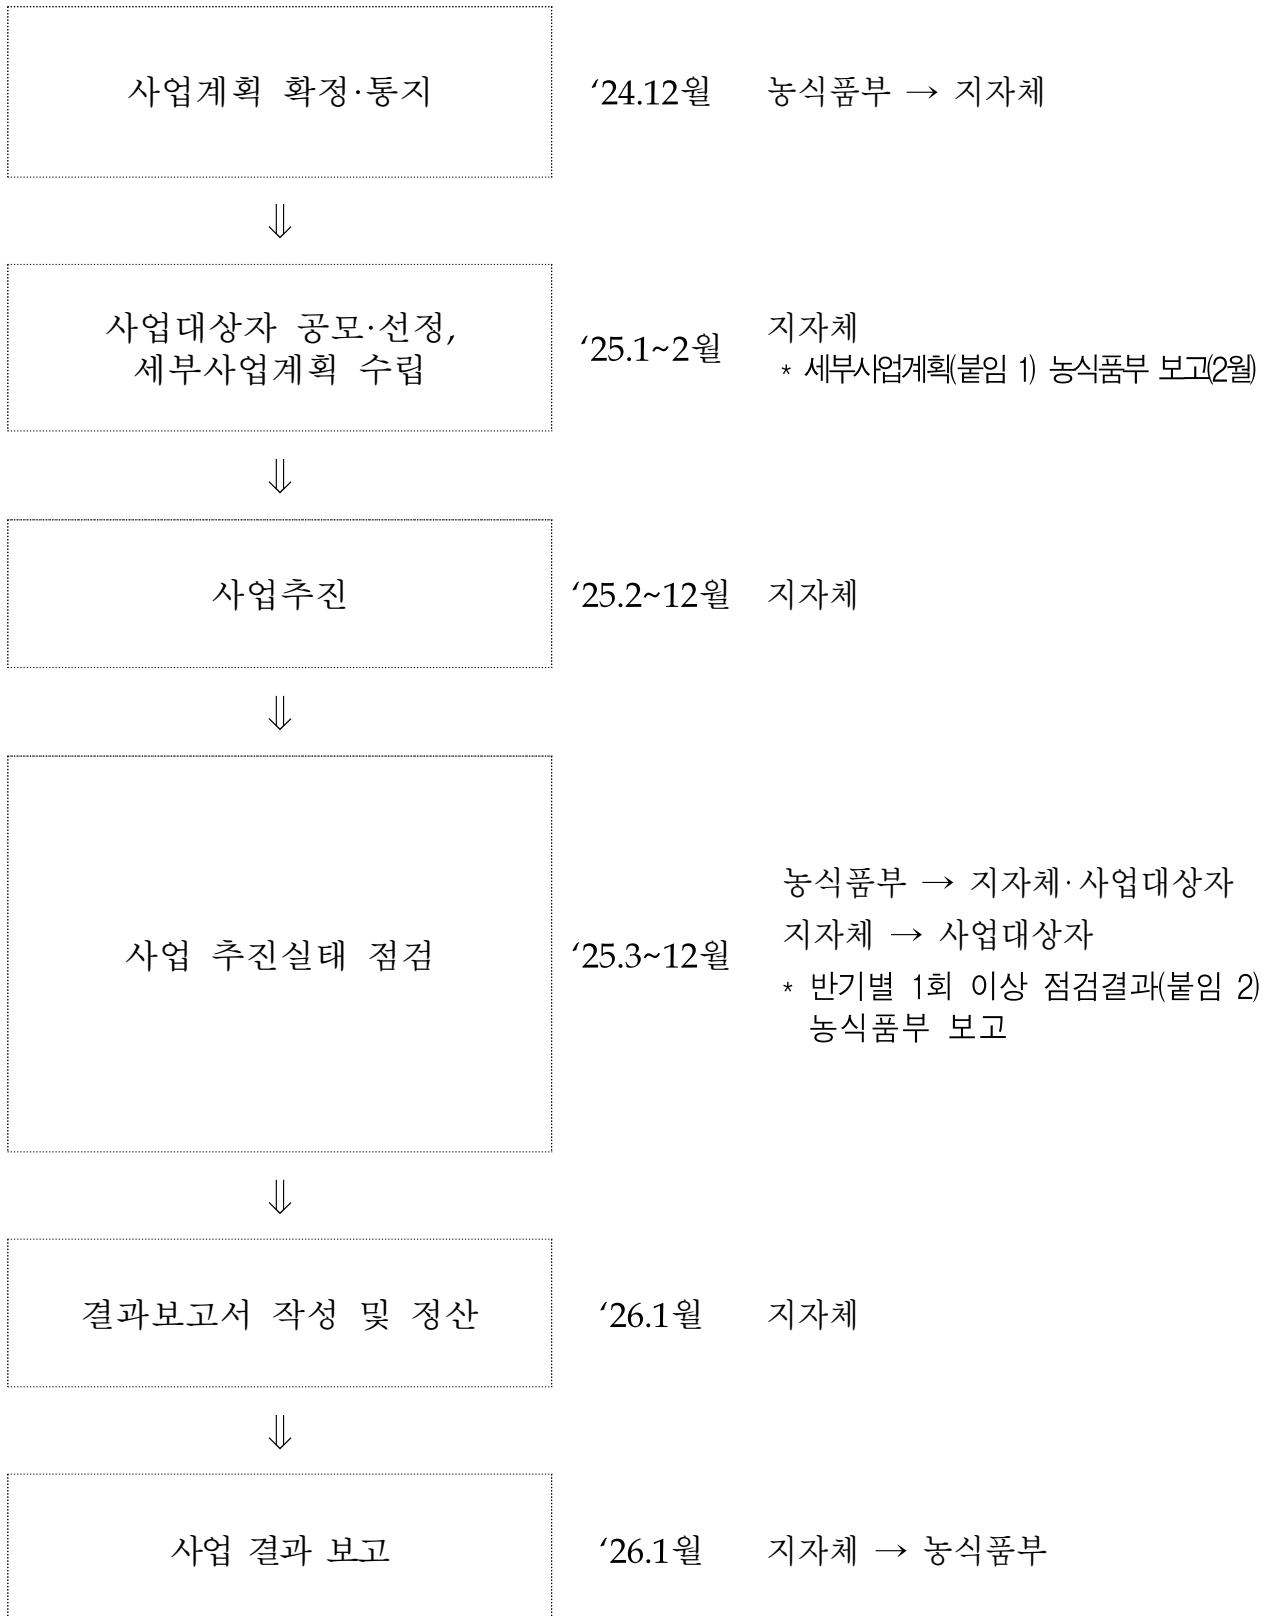 사업계획 확정·통지 ‘24.12월 농식품부 → 지자체
⇓
사업대상자 공모·선정,
세부사업계획 수립
‘25.1~2월
지자체
* 세부사업계획(붙임 1) 농식품부 보고(2월)
⇓
사업추진 ‘25.2~12월 지자체
⇓
사업 추진실태 점검
‘25.3~12월
농식품부 → 지자체·사업대상자
지자체 → 사업대상자
* 반기별 1회 이상 점검결과(붙임 2)
농식품부 보고
⇓
결과보고서 작성 및 정산 ‘26.1월 지자체
⇓
사업 결과 보고 ‘26.1월 지자체 → 농식품부